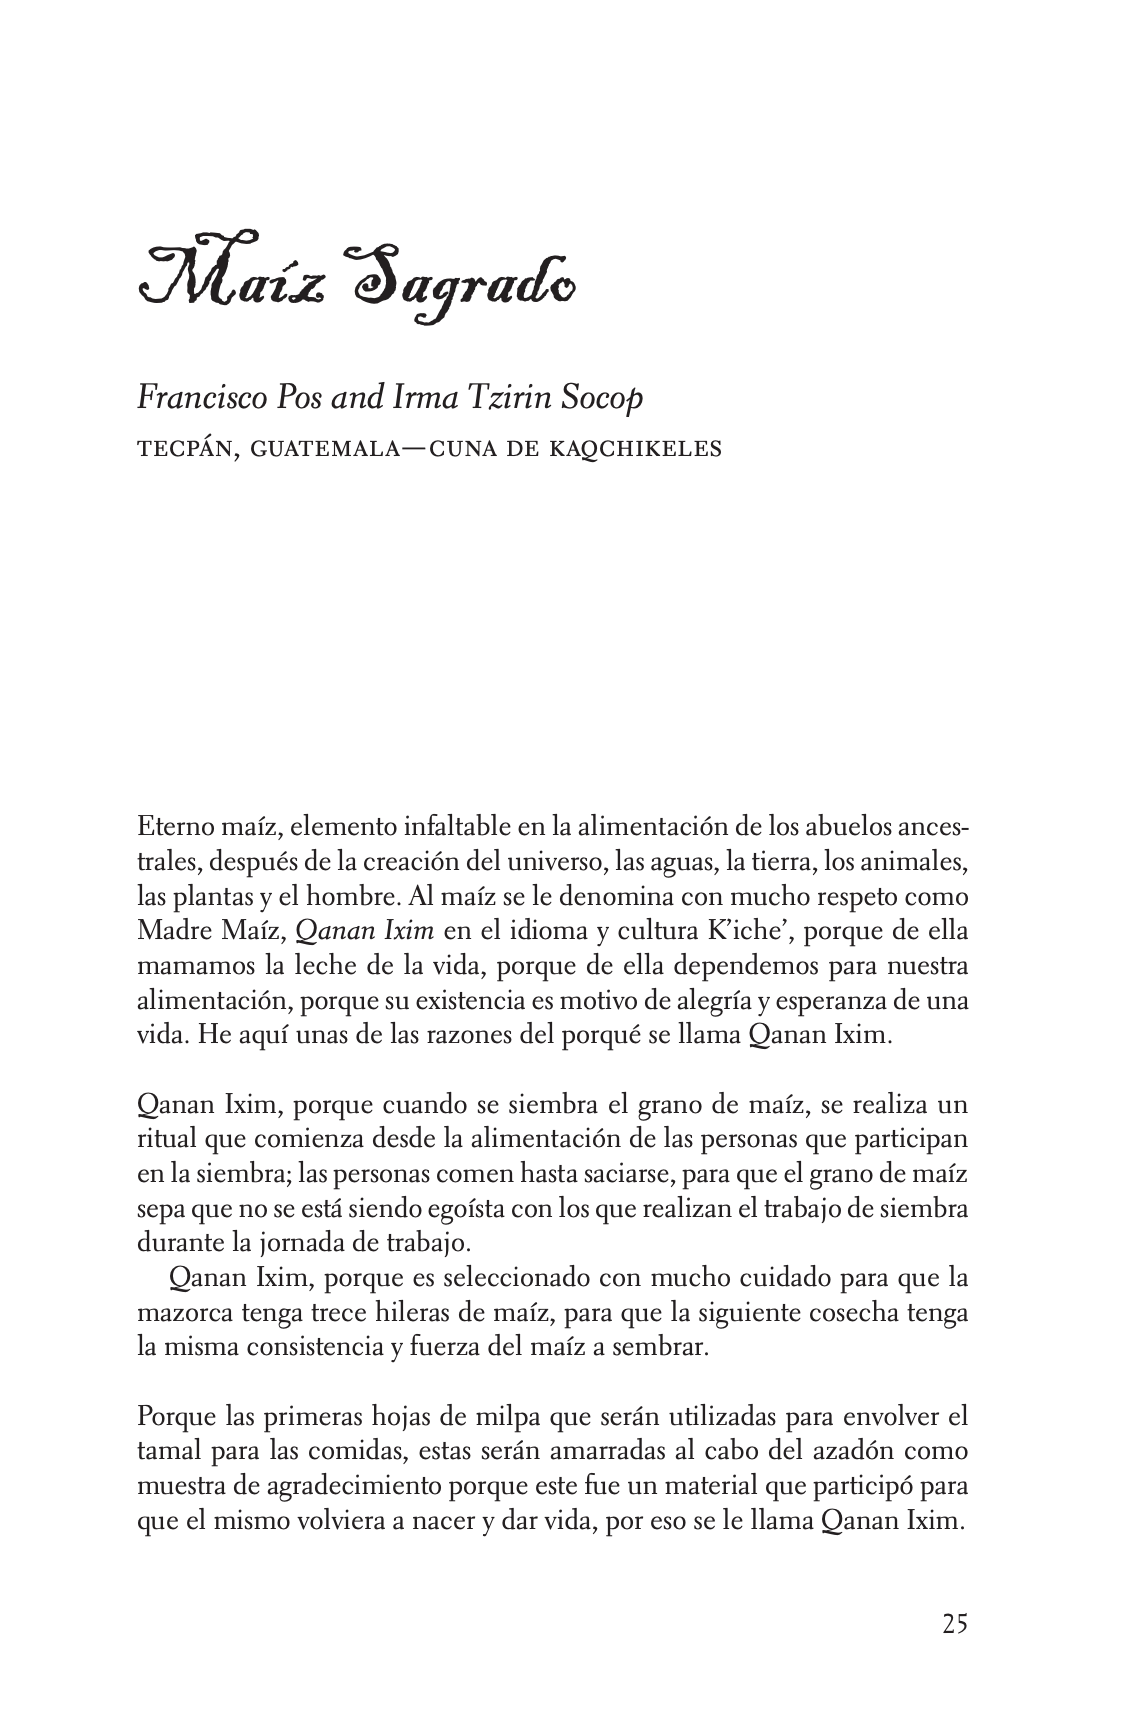 Maíz Sagrado
Francisco Pos and Irma Tzirin Socop
TECPÁN, GUATEMALA—CUNA DE KAQCHIKELES
Eterno maíz, elemento infaltable en la alimentación de los abuelos ances-
trales, después de la creación del universo, las aguas, la tierra, los animales,
las plantas y el hombre. Al maíz se le denomina con mucho respeto como
Madre Maíz, Qanan Ixim en el idioma y cultura K’iche’, porque de ella
mamamos la leche de la vida, porque de ella dependemos para nuestra
alimentación, porque su existencia es motivo de alegría y esperanza de una
vida. He aquí unas de las razones del porqué se llama Qanan Ixim.
Qanan Ixim, porque cuando se siembra el grano de maíz, se realiza un
ritual que comienza desde la alimentación de las personas que participan
en la siembra; las personas comen hasta saciarse, para que el grano de maíz
sepa que no se está siendo egoísta con los que realizan el trabajo de siembra
durante la jornada de trabajo.
Qanan Ixim, porque es seleccionado con mucho cuidado para que la
mazorca tenga trece hileras de maíz, para que la siguiente cosecha tenga
la misma consistencia y fuerza del maíz a sembrar.
Porque las primeras hojas de milpa que serán utilizadas para envolver el
tamal para las comidas, estas serán amarradas al cabo del azadón como
muestra de agradecimiento porque este fue un material que participó para
que el mismo volviera a nacer y dar vida, por eso se le llama Qanan Ixim.
25